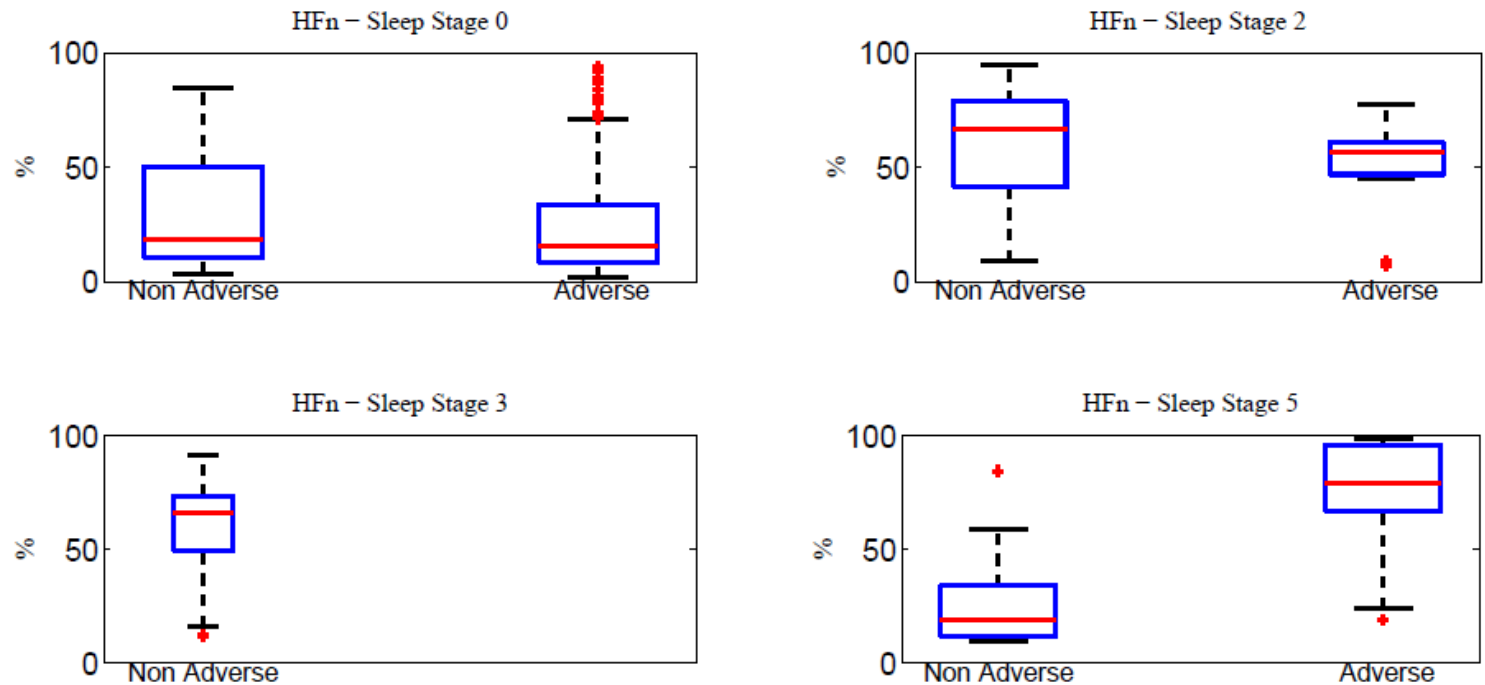 HFn − Sleep Stage 0
100
50
0
%
Non Adverse
Adverse
HFn − Sleep Stage 2
100
50
0
%
Non Adverse
Adverse
HFn − Sleep Stage 3
100
50
0
%
Non Adverse
HFn − Sleep Stage 5
100
50
0
%
Non Adverse
Adverse